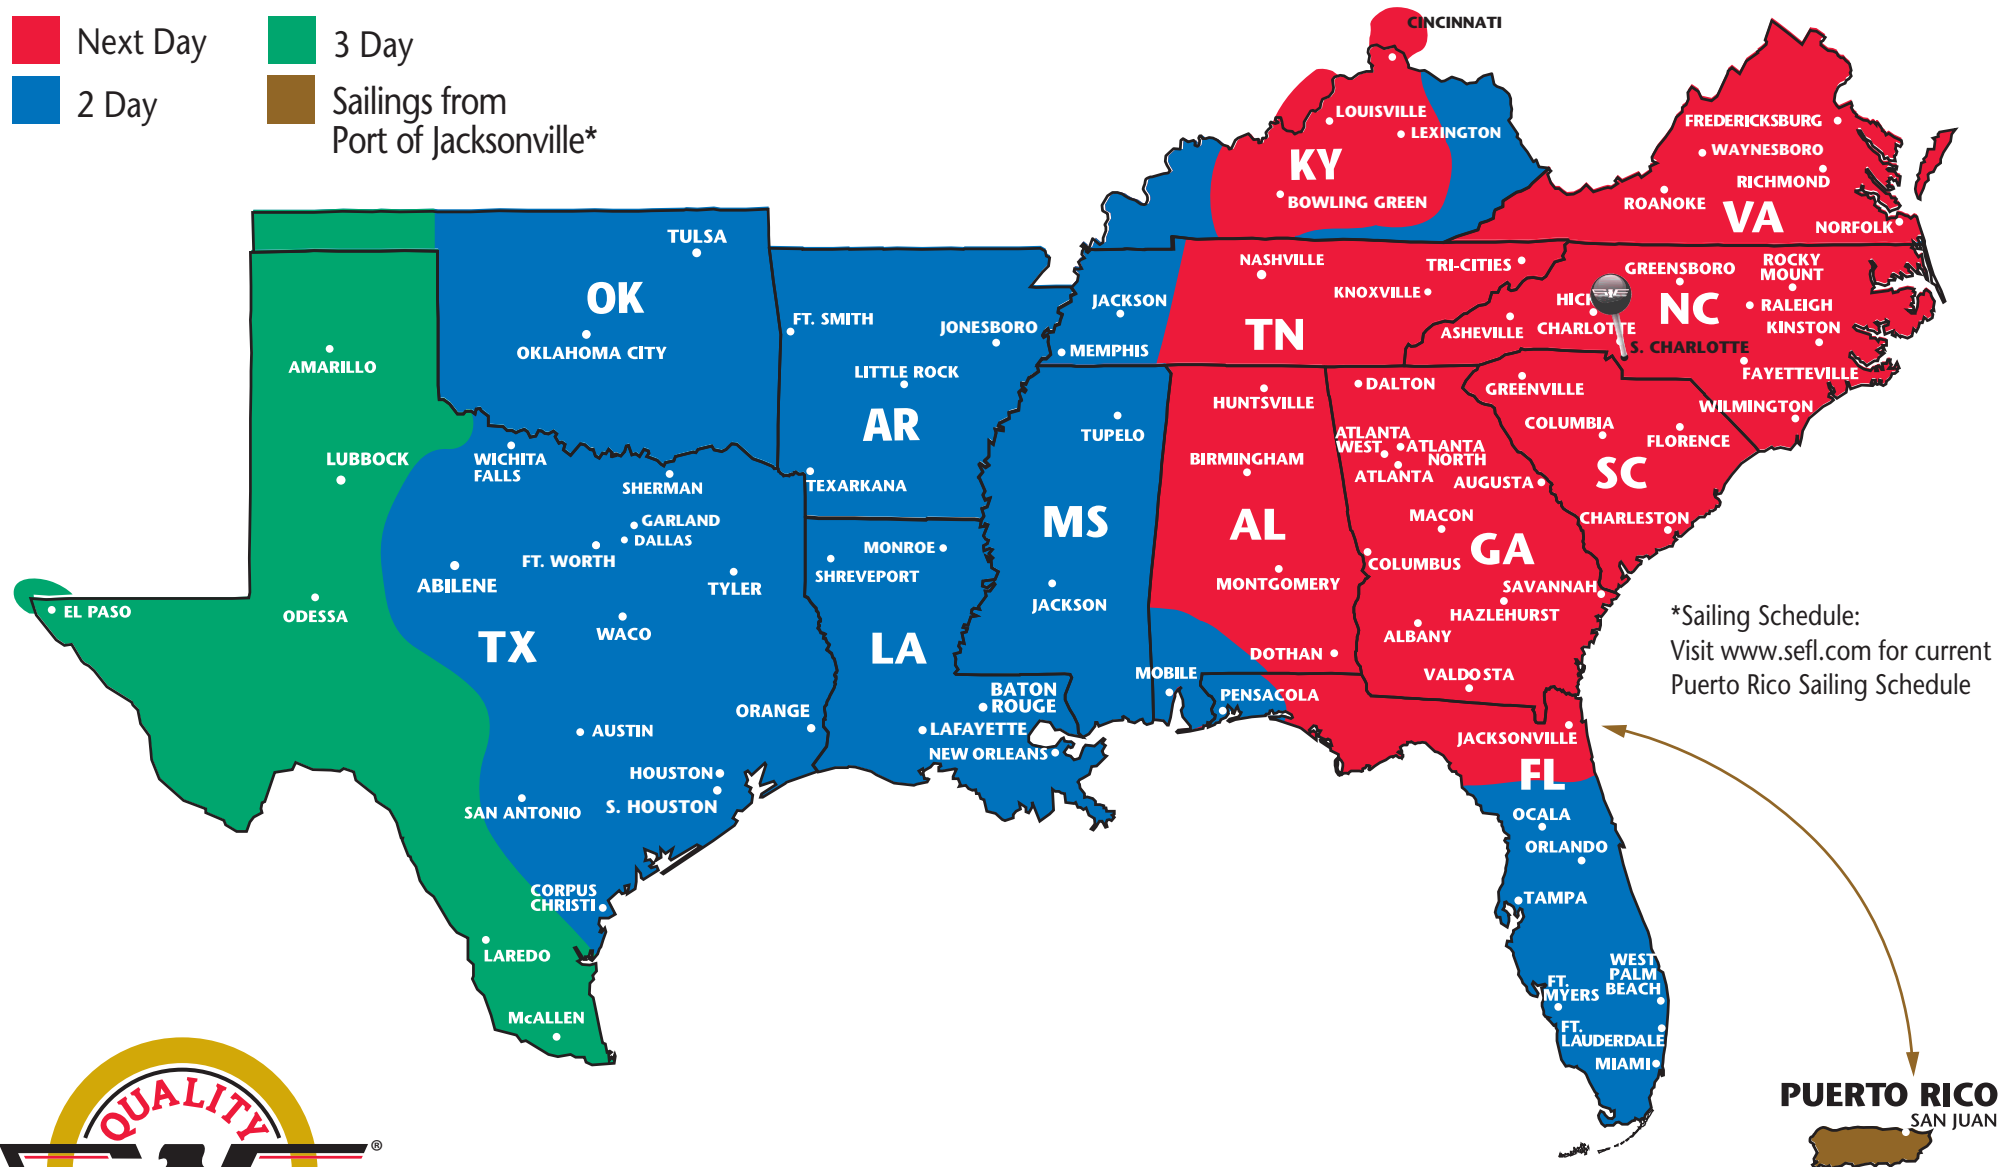 Next Day
3 Day
2 Day
Sailings from
Port of Jacksonville*
CINCINNATI
LOUISVILLE
LEXINGTON
KY
BOWLING GREEN
FREDERICKSBURG
WAYNESBORO
RICHMOND
ROANOKE
VA
NORFOLK
TULSA
OK
OKLAHOMA CITY
FT. SMITH
JONESBORO
LITTLE ROCK
AR
TEXARKANA
JACKSON
MEMPHIS
NASHVILLE
TRI-CITIES
KNOXVILLE
TN
GREENSBORO
ROCKY
MOUNT
HICK
NC
RALEIGH
ASHEVILLE
CHARLOTTE
KINSTON
S. CHARLOTTE
FAYETTEVILLE
WILMINGTON
AMARILLO
LUBBOCK
WICHITA
FALLS
SHERMAN
GARLAND
DALLAS
FT. WORTH
ABILENE
TYLER
EL PASO
ODESSA
WACO
TX
AUSTIN
ORANGE
HOUSTON
S. HOUSTON
SAN ANTONIO
CORPUS
CHRISTI
LAREDO
McALLEN
MONROE
SHREVEPORT
LA
BATON
ROUGE
LAFAYETTE
NEW ORLEANS
TUPELO
MS
JACKSON
HUNTSVILLE
BIRMINGHAM
AL
MONTGOMERY
DOTHAN
MOBILE
PENSACOLA
DALTON
ATLANTA
WEST
ATLANTA
NORTH
ATLANTA
AUGUSTA
MACON
GA
COLUMBUS
SAVANNAH
HAZLEHURST
ALBANY
VALDOSTA
GREENVILLE
COLUMBIA
FLORENCE
SC
CHARLESTON
JACKSONVILLE
FL
OCALA
ORLANDO
TAMPA
WEST
PALM
BEACH
FT.
MYERS
FT.
LAUDERDALE
MIAMI
*Sailing Schedule:
Visit www.sefl.com for current
Puerto Rico Sailing Schedule
PUERTO RICO
SAN JUAN
QUALITY
®